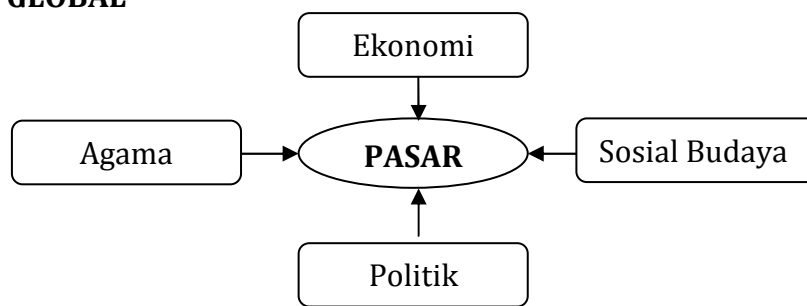 GLOBAL
Ekonomi
Agama
PASAR
Sosial Budaya
Politik